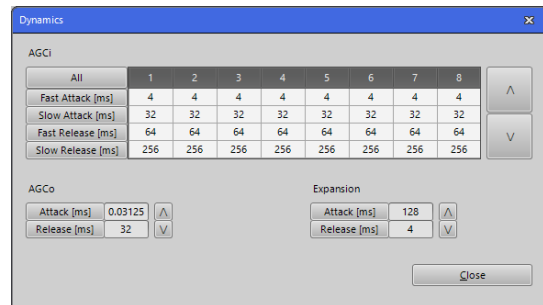 Dynamics
AGCi
All 1 2 3 4 5 6 7 8
Fast Attack [ms] 4 4 4 4 4 4 4 4
Slow Attack [ms] 32 32 32 32 32 32 32 32
Fast Release [ms] 64 64 64 64 64 64 64 64
Slow Release [ms] 256 256 256 256 256 256 256 256
AGCo Expansion
Attack [ms] 0.03125 Attack [ms] 128
Release [ms] 32 Release [ms] 4
Close